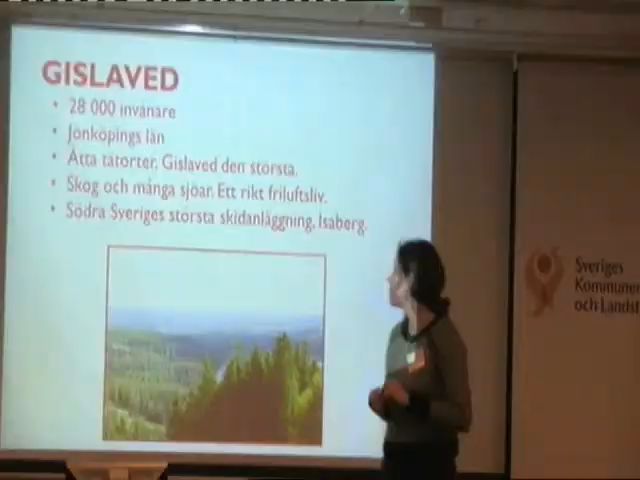 GISLAVED
• 28 000 invånare
• Jönköpings län
• Åtta tätorter. Gislaved den största.
• Skog och många sjöar. Ett rikt friluftsliv.
• Södra Sveriges största skidanläggning, Isaberg.
Sveriges
Kommuner
och Landst